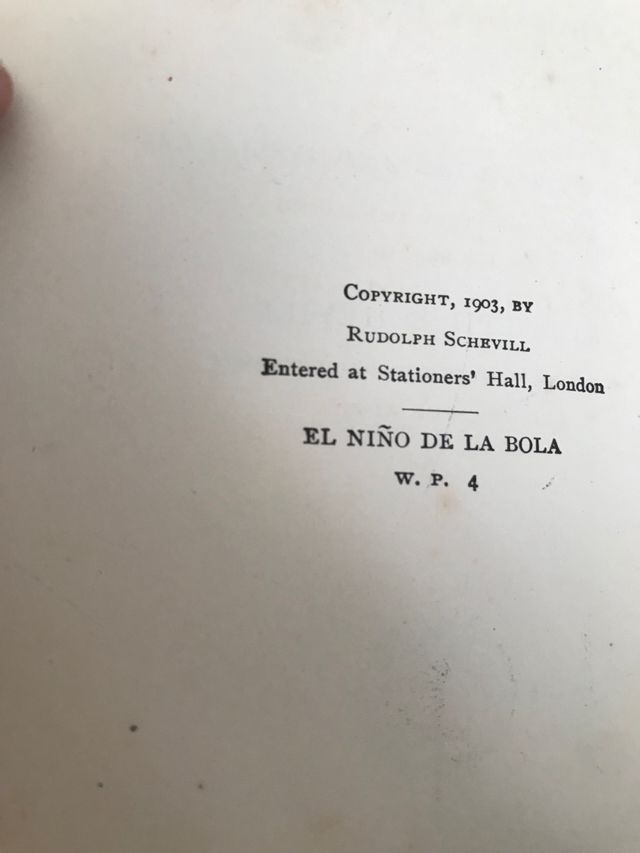 COPYRIGHT, 1903, BY
RUDOLPH SCHEVILL
Entered at Stationers' Hall, London
EL NIÑO DE LA BOLA
W. P. 4